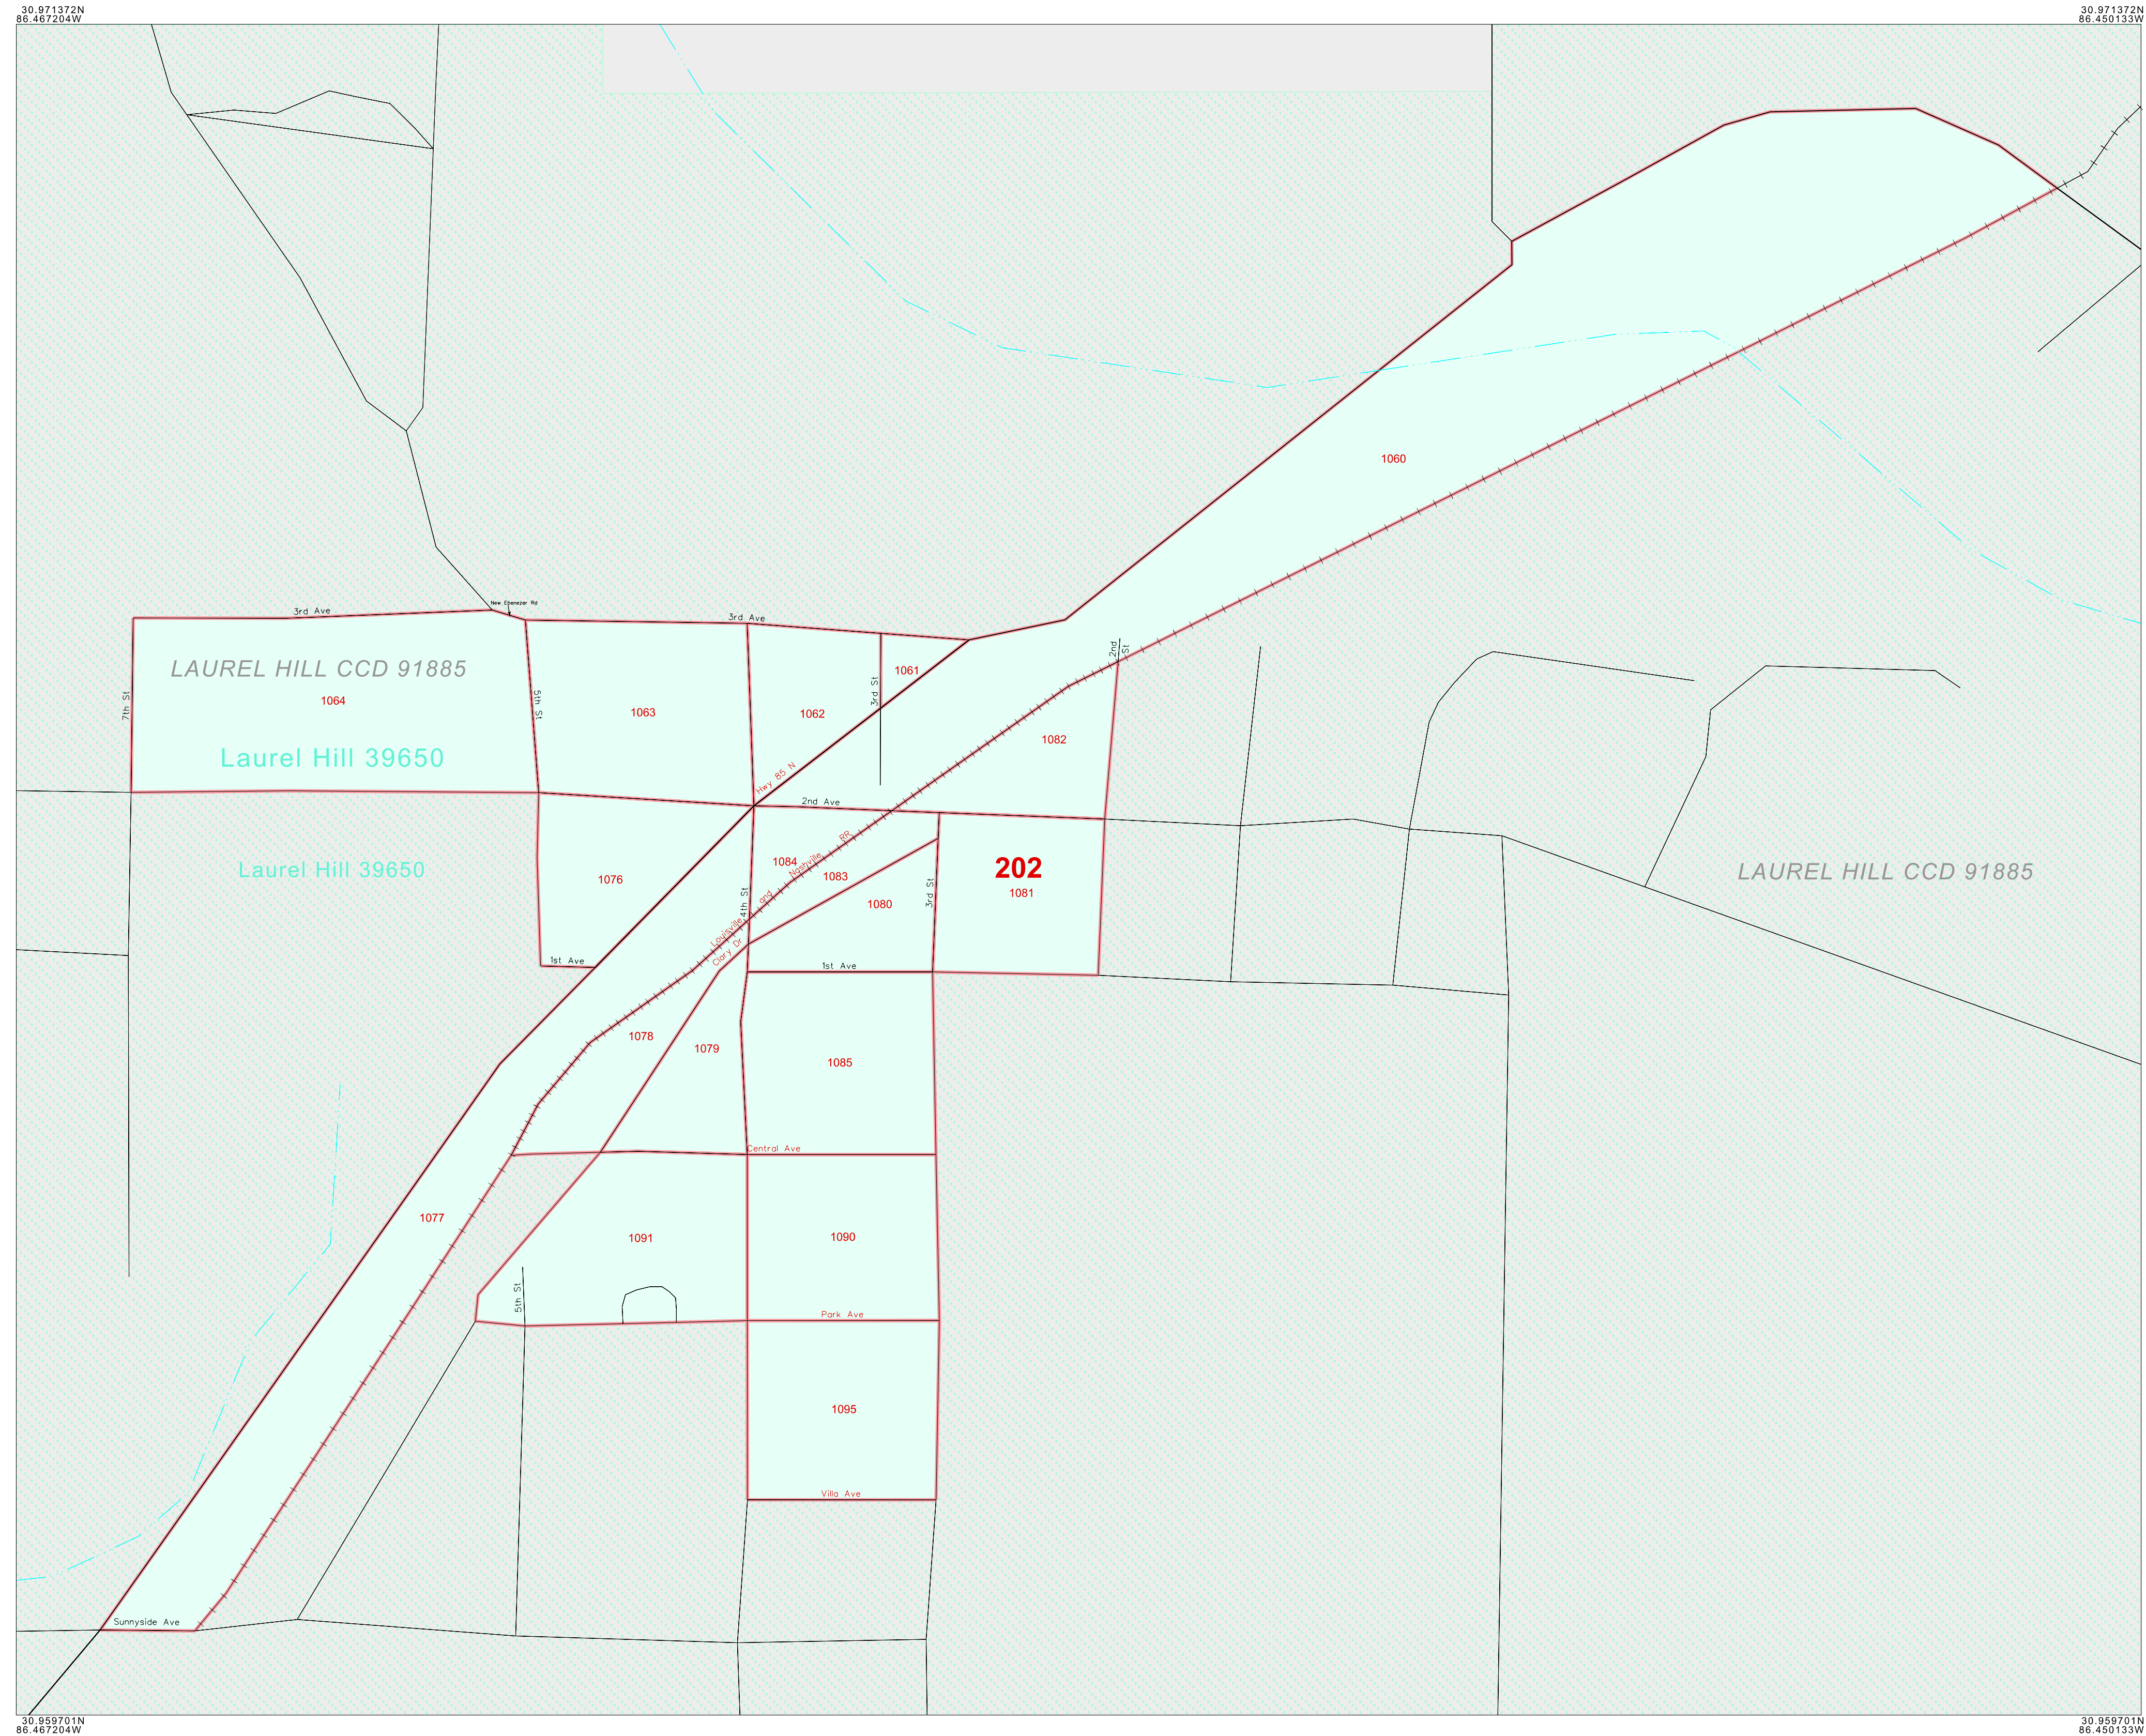 30.971372N
86.467204W
30.971372N
86.450133W
1060
New Ebenezer Rd
3rd Ave
3rd Ave
2nd St
LAUREL HILL CCD 91885
1061
1064
7th St
5th St
1063
1062
3rd St
1082
Laurel Hill 39650
Hwy 85 N
2nd Ave
Louisville and Nashville RR
1084
202
Laurel Hill 39650
1083
LAUREL HILL CCD 91885
1076
1081
4th St
1080
3rd St
Clary Dr
1st Ave
1st Ave
1078
1079
1085
Central Ave
1077
1091
1090
5th St
Park Ave
1095
Villa Ave
Sunnyside Ave
30.959701N
86.467204W
30.959701N
86.450133W